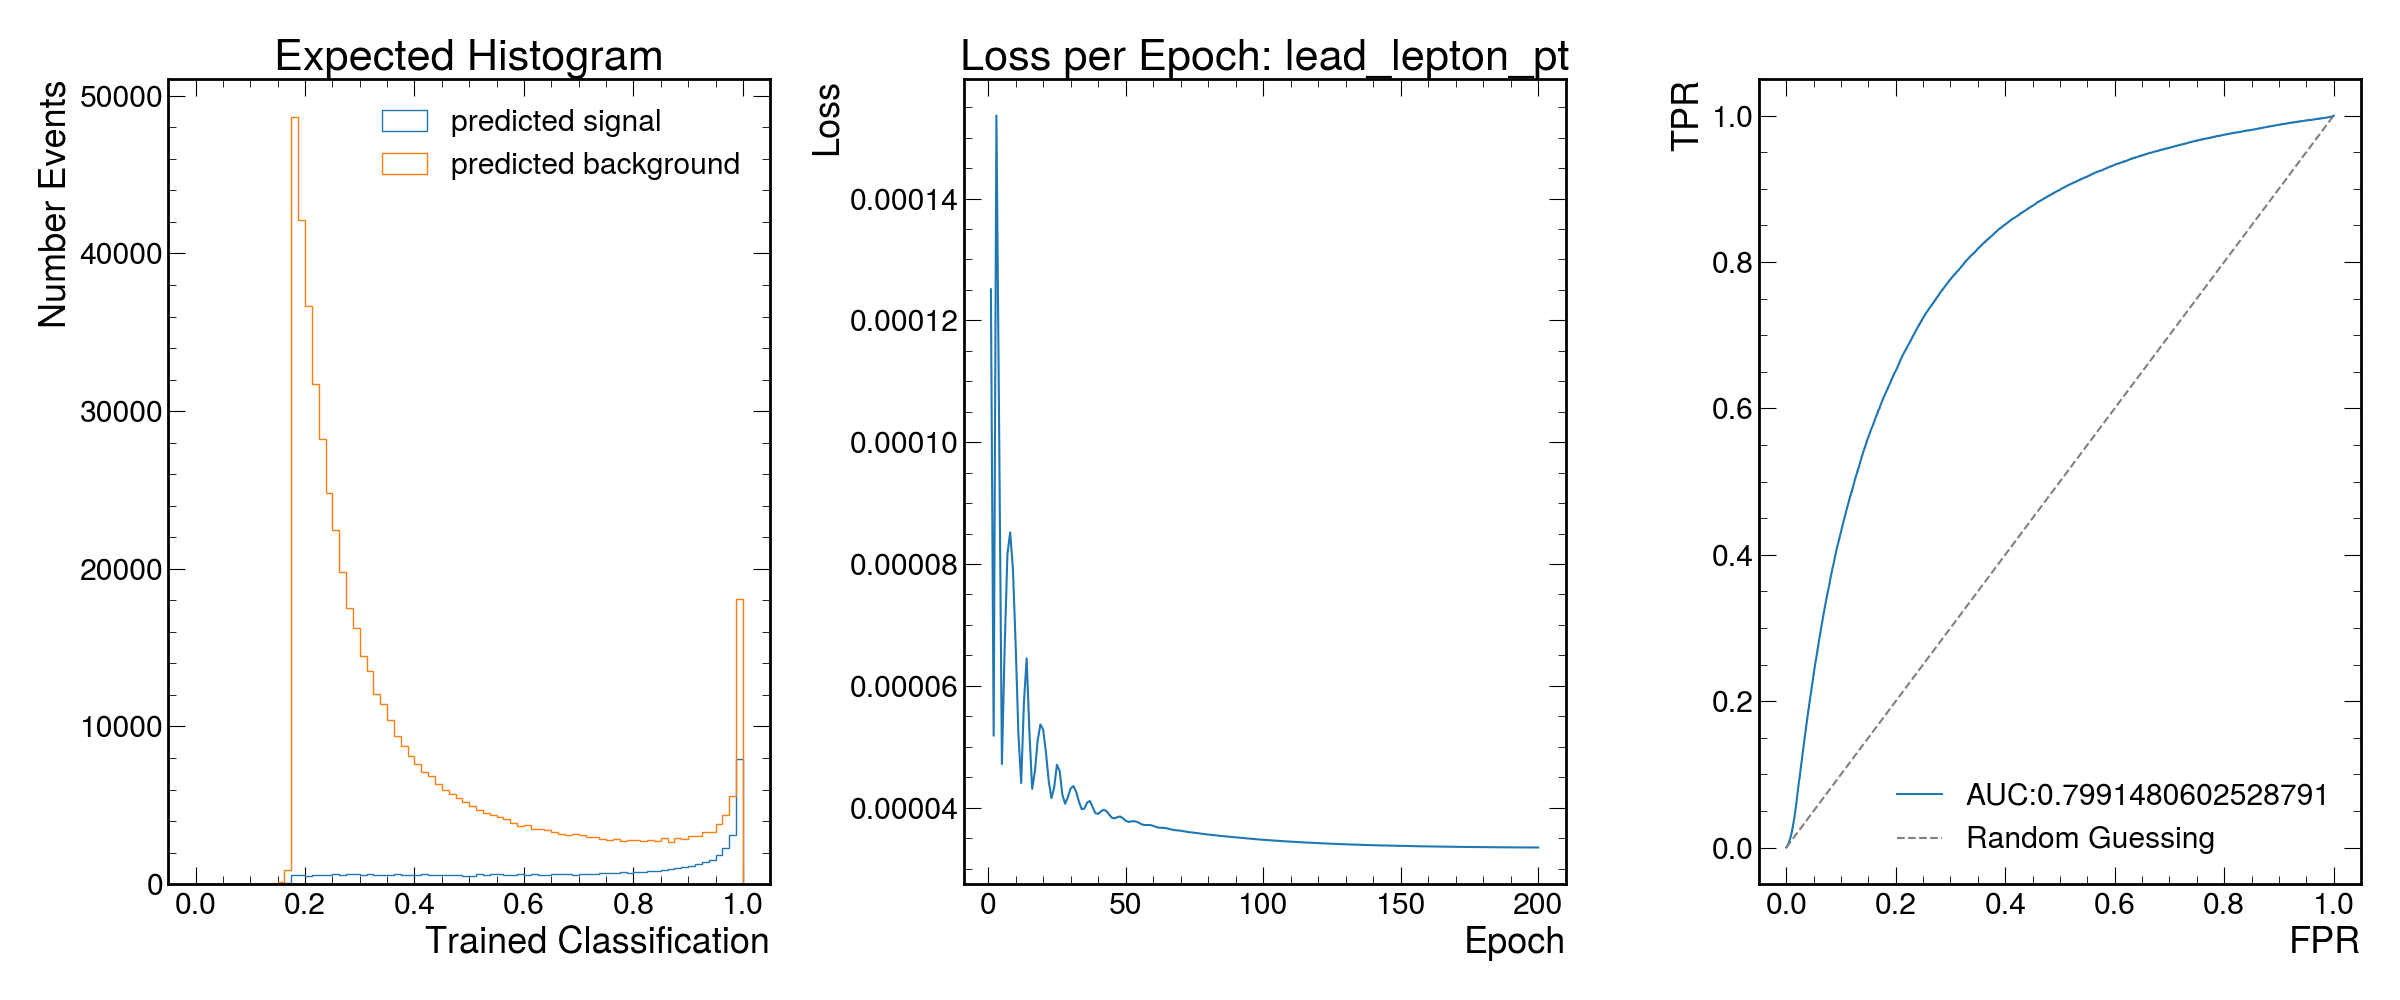 Expected Histogram
Number Events
50000
40000
30000
20000
10000
0
predicted signal
predicted background
0.0 0.2 0.4 0.6 0.8 1.0
Trained Classification
Loss per Epoch: lead_lepton_pt
Loss
0.00014
0.00012
0.00010
0.00008
0.00006
0.00004
0 50 100 150 200
Epoch
TPR
1.0
0.8
0.6
0.4
0.2
0.0
AUC:0.7991480602528791
Random Guessing
0.0 0.2 0.4 0.6 0.8 1.0
FPR